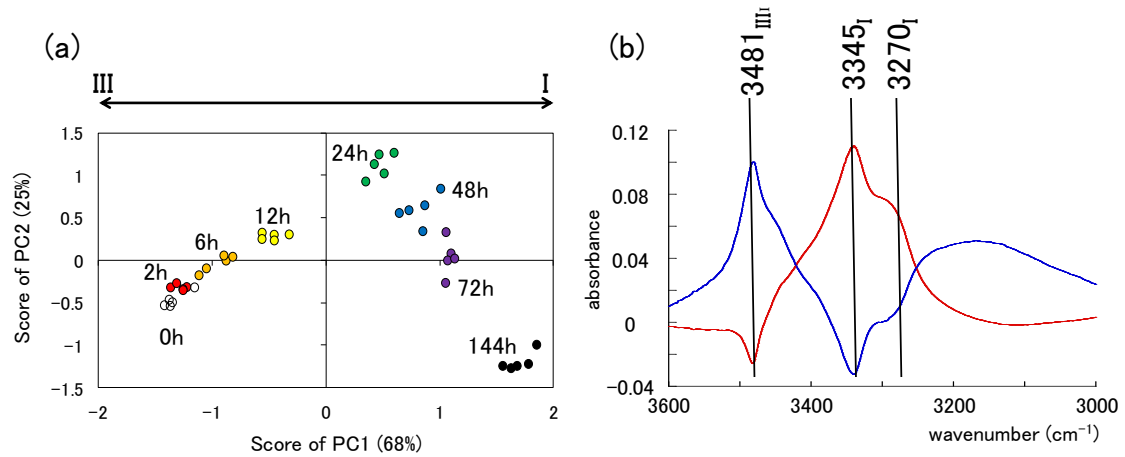 (a)
III I
1.5
1
0.5
0
-0.5
-1
-1.5
-2 -1 0 1 2
Score of PC2 (25%)
Score of PC1 (68%)
0h
2h
6h
12h
24h
48h
72h
144h
(b)
3481III
3345I
3270I
0.12
0.08
0.04
0
-0.04
3600 3400 3200 3000
absorbance
wavenumber (cm⁻¹)